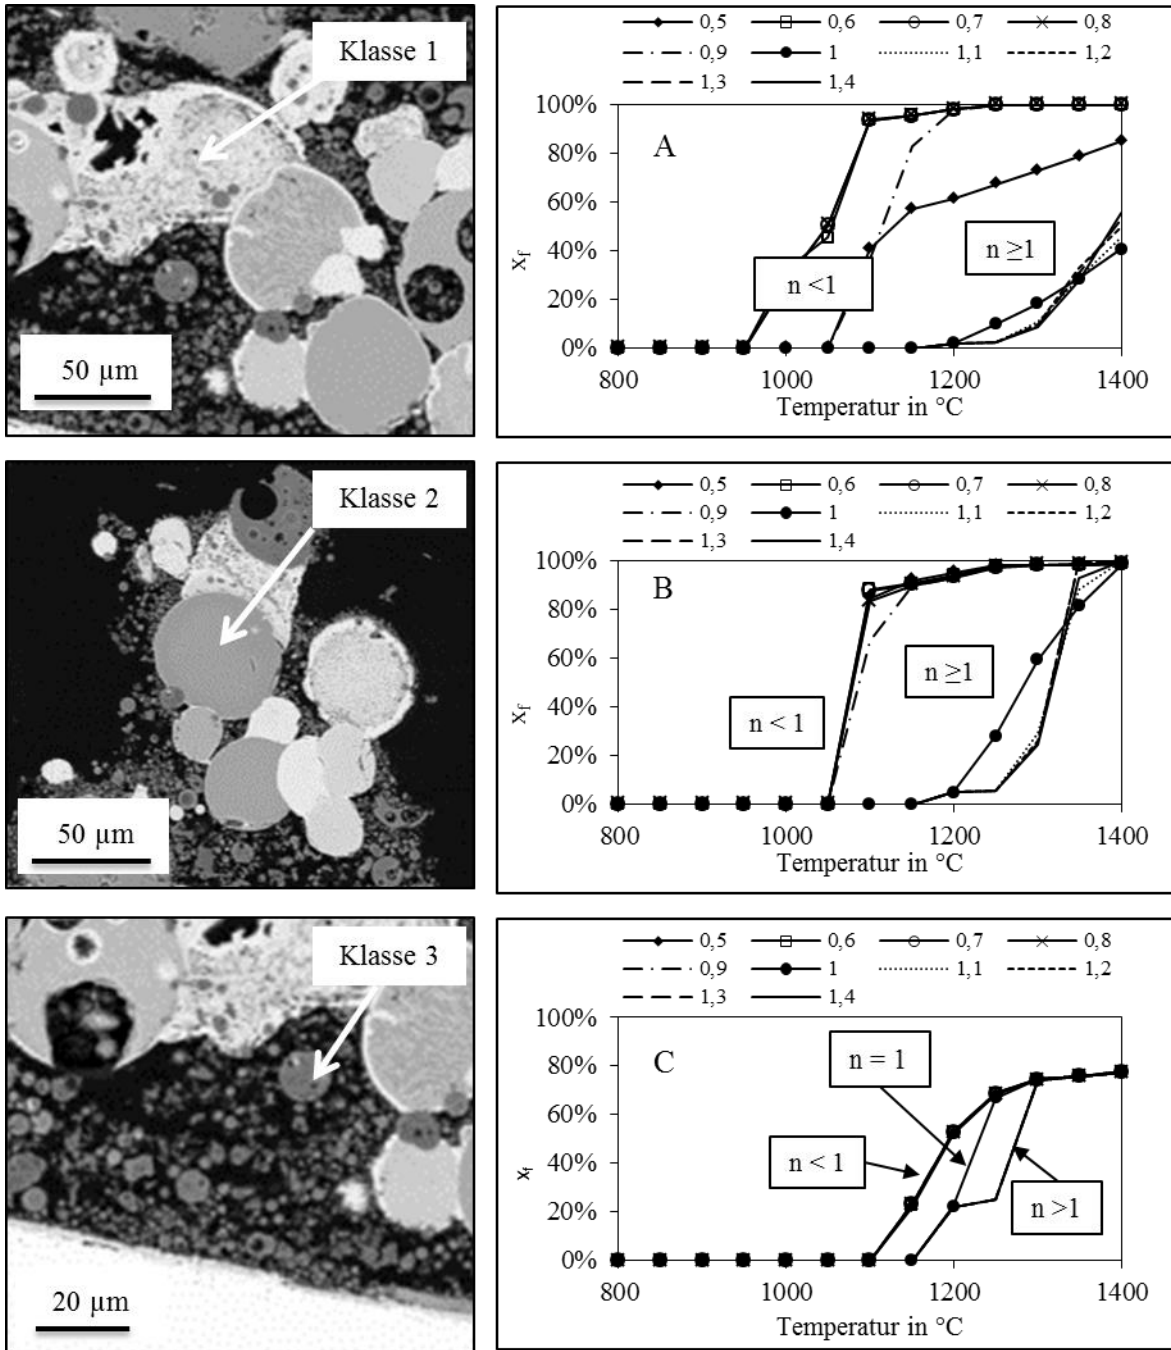 Klasse 1
50 µm
0,5 0,6 0,7 0,8
0,9 1 1,1 1,2
1,3 1,4
100%
80%
60%
40%
20%
0%
xf
A
n <1
n ≥1
800 1000 1200 1400
Temperatur in °C
Klasse 2
50 µm
0,5 0,6 0,7 0,8
0,9 1 1,1 1,2
1,3 1,4
100%
80%
60%
40%
20%
0%
xf
B
n < 1
n ≥1
800 1000 1200 1400
Temperatur in °C
Klasse 3
20 µm
0,5 0,6 0,7 0,8
0,9 1 1,1 1,2
1,3 1,4
100%
80%
60%
40%
20%
0%
xf
C
n = 1
n < 1
n >1
800 1000 1200 1400
Temperatur in °C